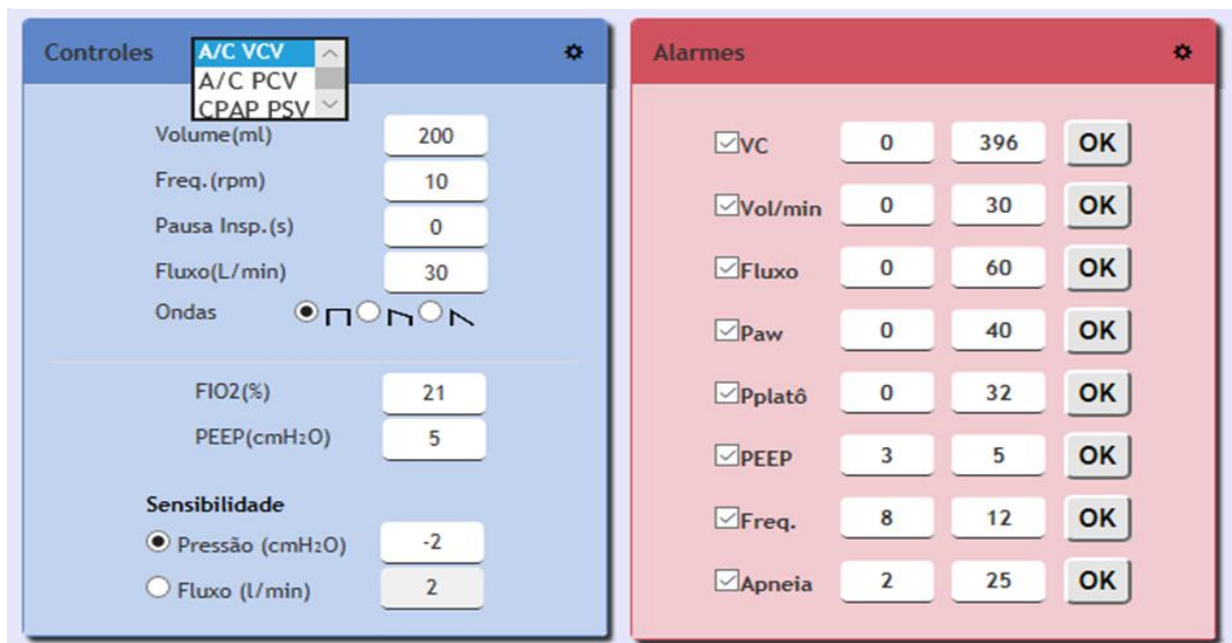 Controles
A/C VCV
A/C PCV
CPAP PSV
Volume(ml) 200
Freq.(rpm) 10
Pausa Insp.(s) 0
Fluxo(L/min) 30
Ondas
FIO2(%) 21
PEEP(cmH₂O) 5
Sensibilidade
Pressão (cmH₂O) -2
Fluxo (l/min) 2
Alarmes
VC 0 396 OK
Vol/min 0 30 OK
Fluxo 0 60 OK
Paw 0 40 OK
Pplatô 0 32 OK
PEEP 3 5 OK
Freq. 8 12 OK
Apneia 2 25 OK